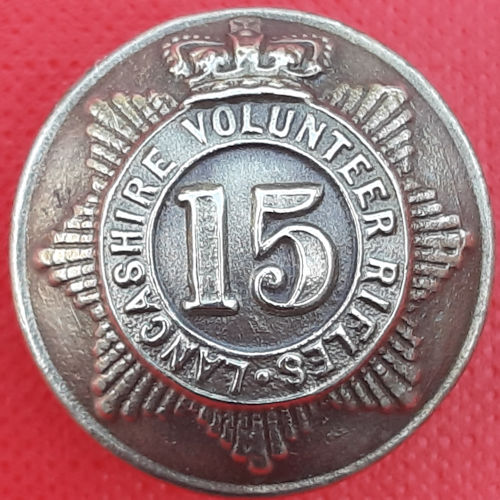 LANCASHIRE VOLUNTEER RIFLES
15